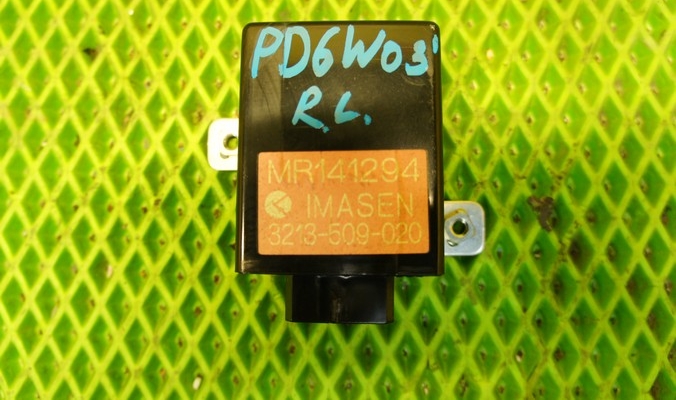 PD6W03'
R.L.
MR141294
IMASEN
3213-509-020